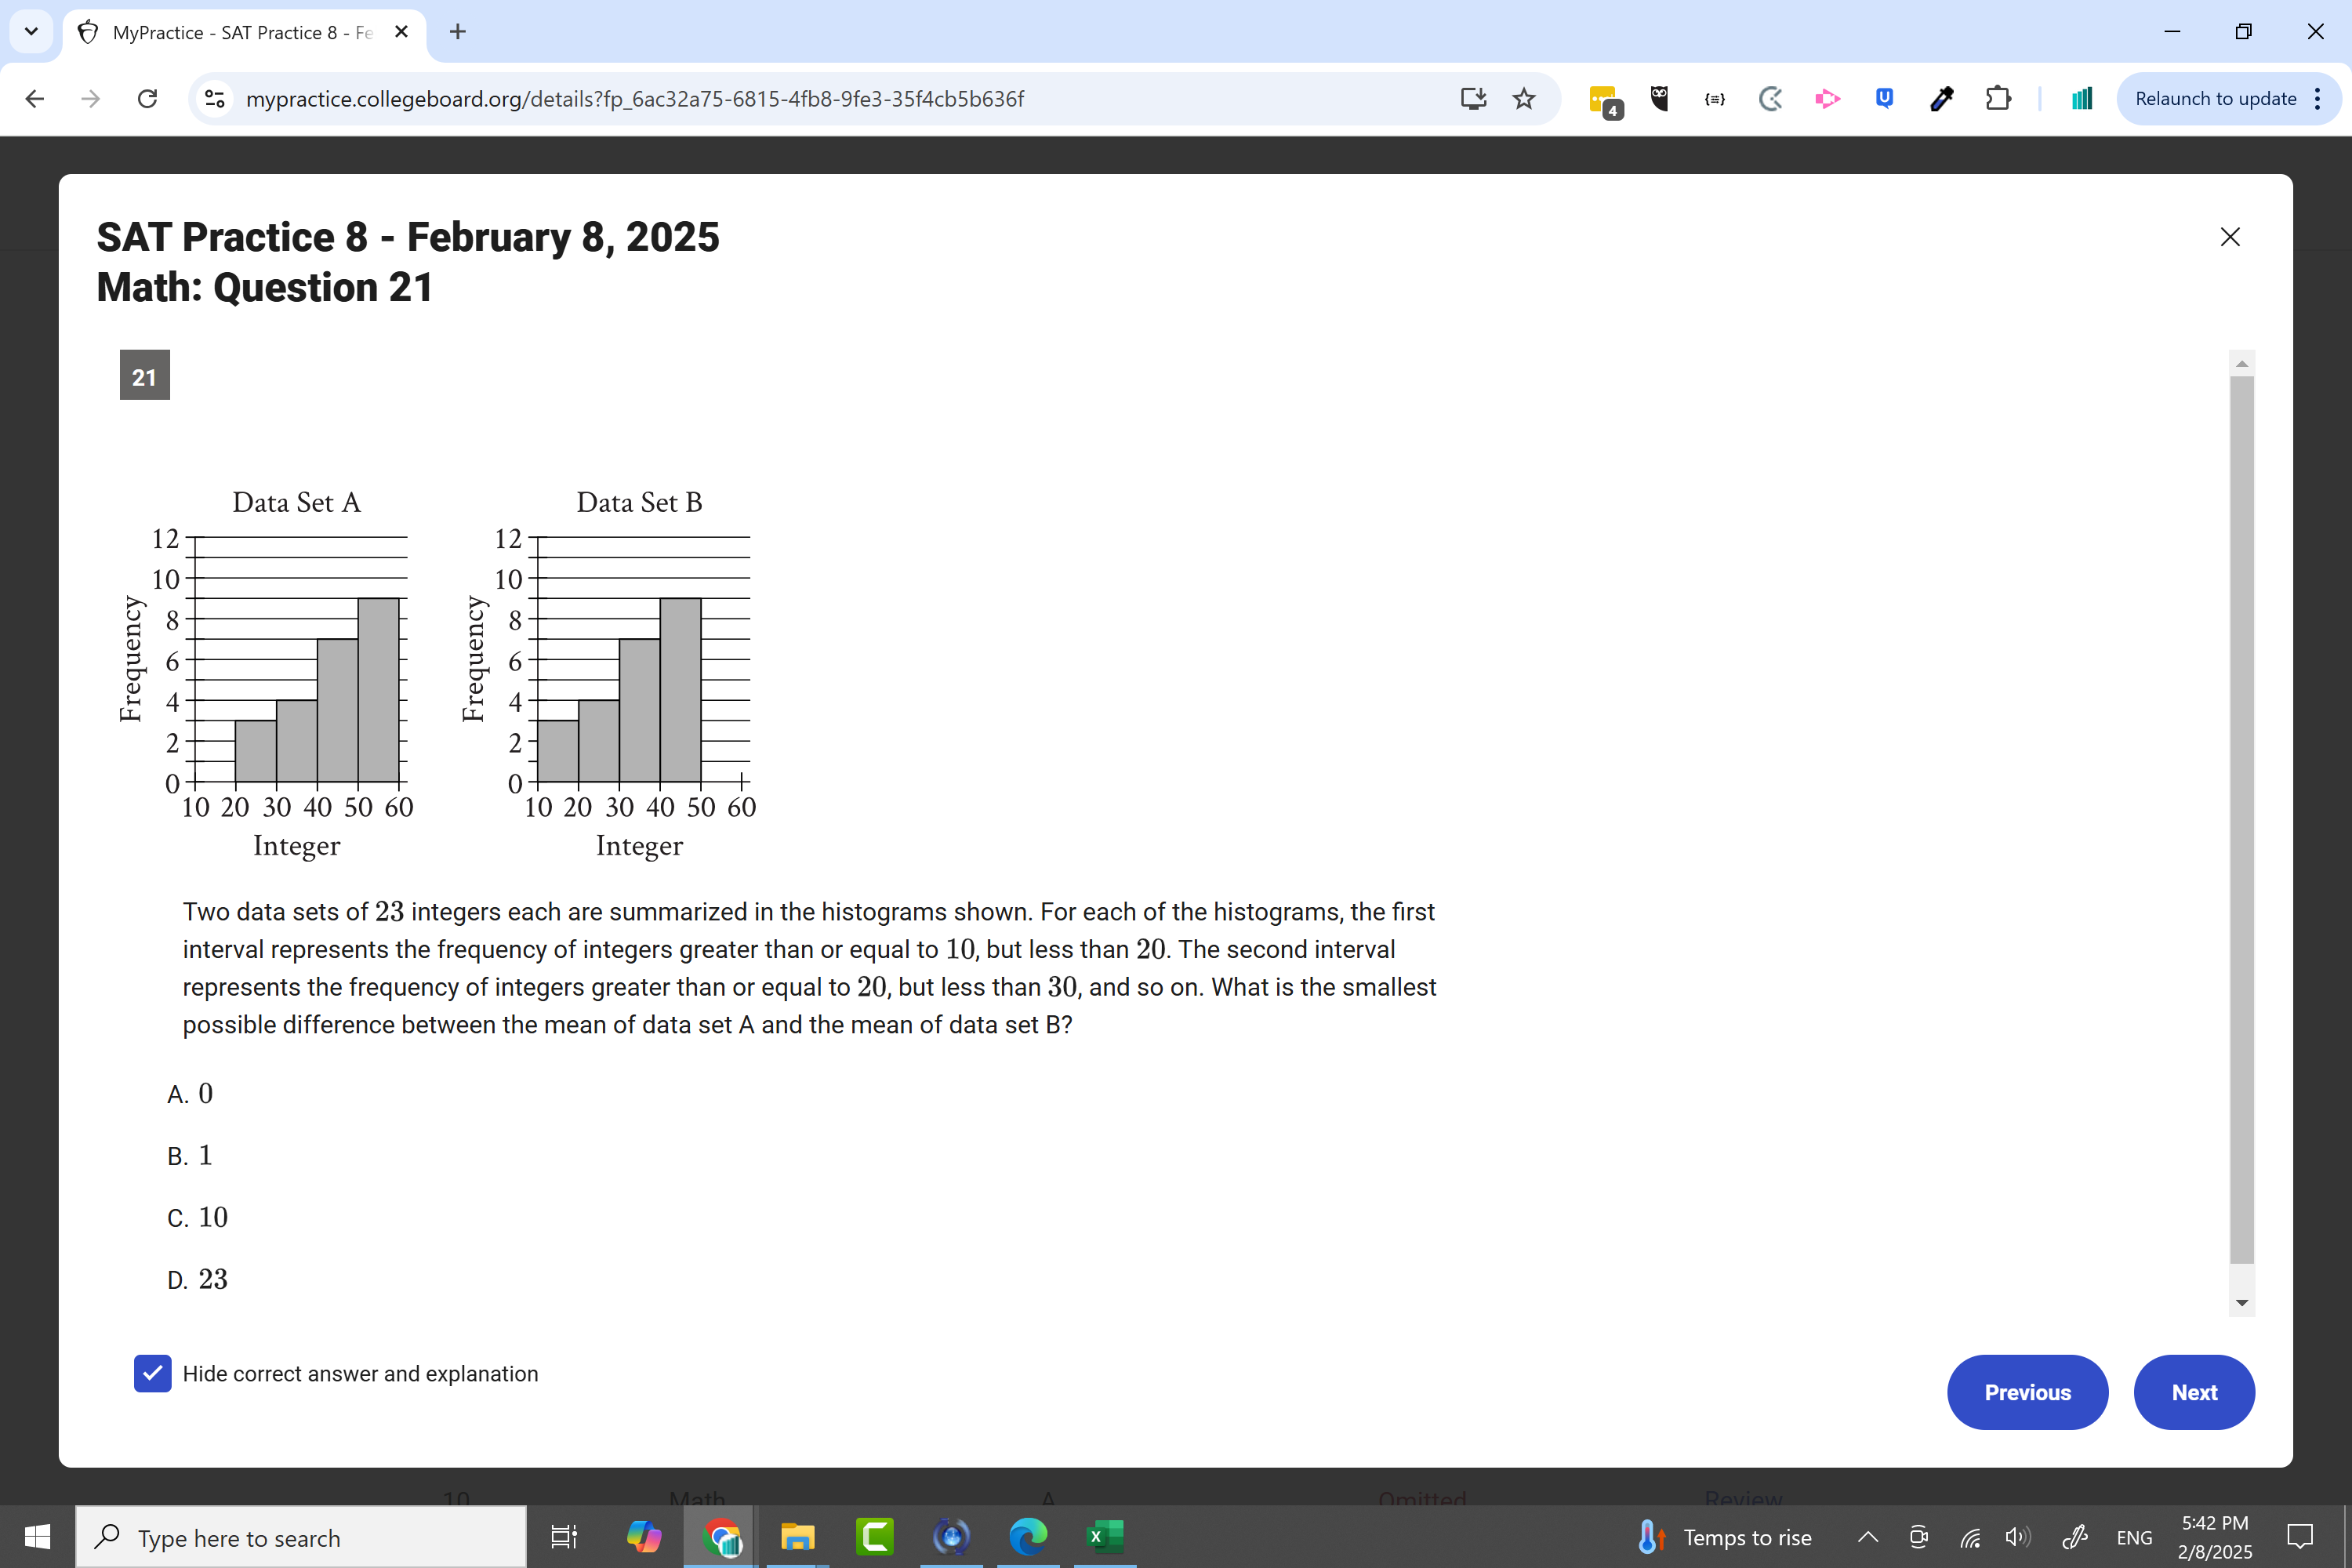 MyPractice - SAT Practice 8 - Fe
mypractice.collegeboard.org/details?fp_6ac32a75-6815-4fb8-9fe3-35f4cb5b636f
4
Relaunch to update
SAT Practice 8 - February 8, 2025
Math: Question 21
21
Data Set A
12
10
8
6
4
2
0
Frequency
10 20 30 40 50 60
Integer
Data Set B
12
10
8
6
4
2
0
Frequency
10 20 30 40 50 60
Integer
Two data sets of 23 integers each are summarized in the histograms shown. For each of the histograms, the first
interval represents the frequency of integers greater than or equal to 10, but less than 20. The second interval
represents the frequency of integers greater than or equal to 20, but less than 30, and so on. What is the smallest
possible difference between the mean of data set A and the mean of data set B?
A. 0
B. 1
C. 10
D. 23
Hide correct answer and explanation
Previous
Next
10 Math A Omitted Review
Type here to search
Temps to rise
ENG
5:42 PM
2/8/2025